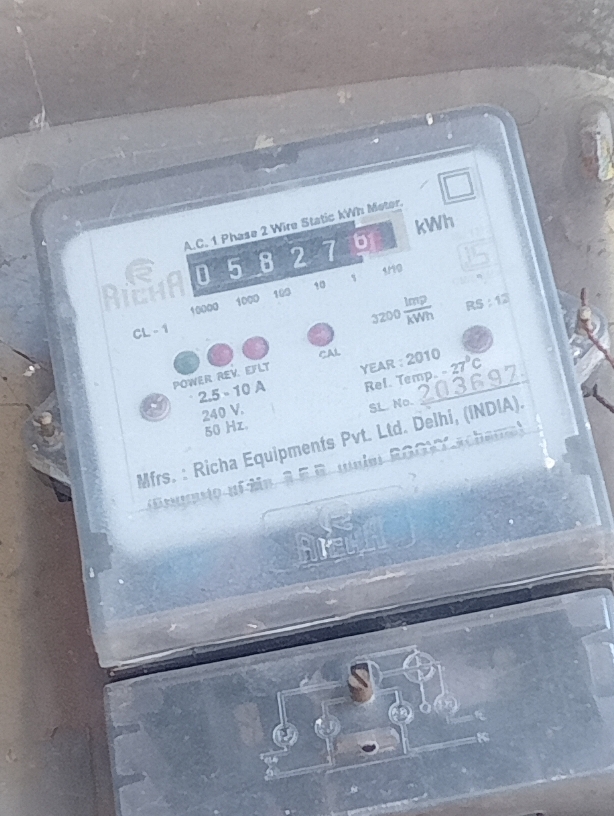 A.C. 1 Phase 2 Wire Static kWh Meter.
RICHA
0 5 8 2 7 6
kWh
10000 1000 100 10 1 1/10
CL - 1
3200 Imp/kWh
RS : 12
POWER REV. EFLT
CAL
2.5 - 10 A
240 V.
50 Hz.
YEAR : 2010
Ref. Temp. - 27°C
SL. No. 203697
Mfrs. : Richa Equipments Pvt. Ltd. Delhi, (INDIA).
RICHA